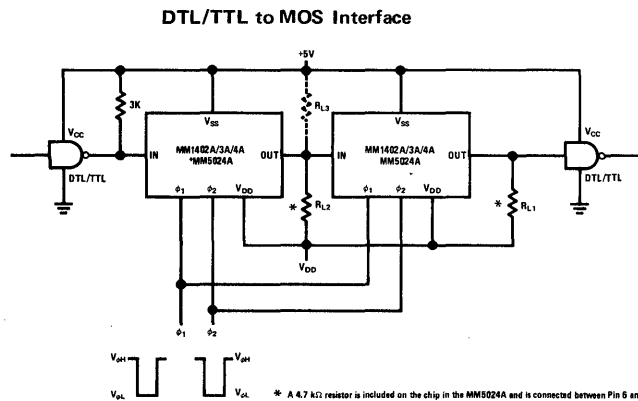 DTL/TTL to MOS Interface
+5V
3K
RL3
VCC
VSS
VSS
VCC
IN
MM1402A/3A/4A
*MM5024A
OUT
IN
MM1402A/3A/4A
MM5024A
OUT
DTL/TTL
ϕ1
ϕ2
VDD
ϕ1
ϕ2
VDD
DTL/TTL
* RL2
* RL1
VDD
ϕ1
ϕ2
VϕH
VϕH
VϕL
VϕL
* A 4.7 kΩ resistor is included on the chip in the MM5024A and is connected between Pin 6 an